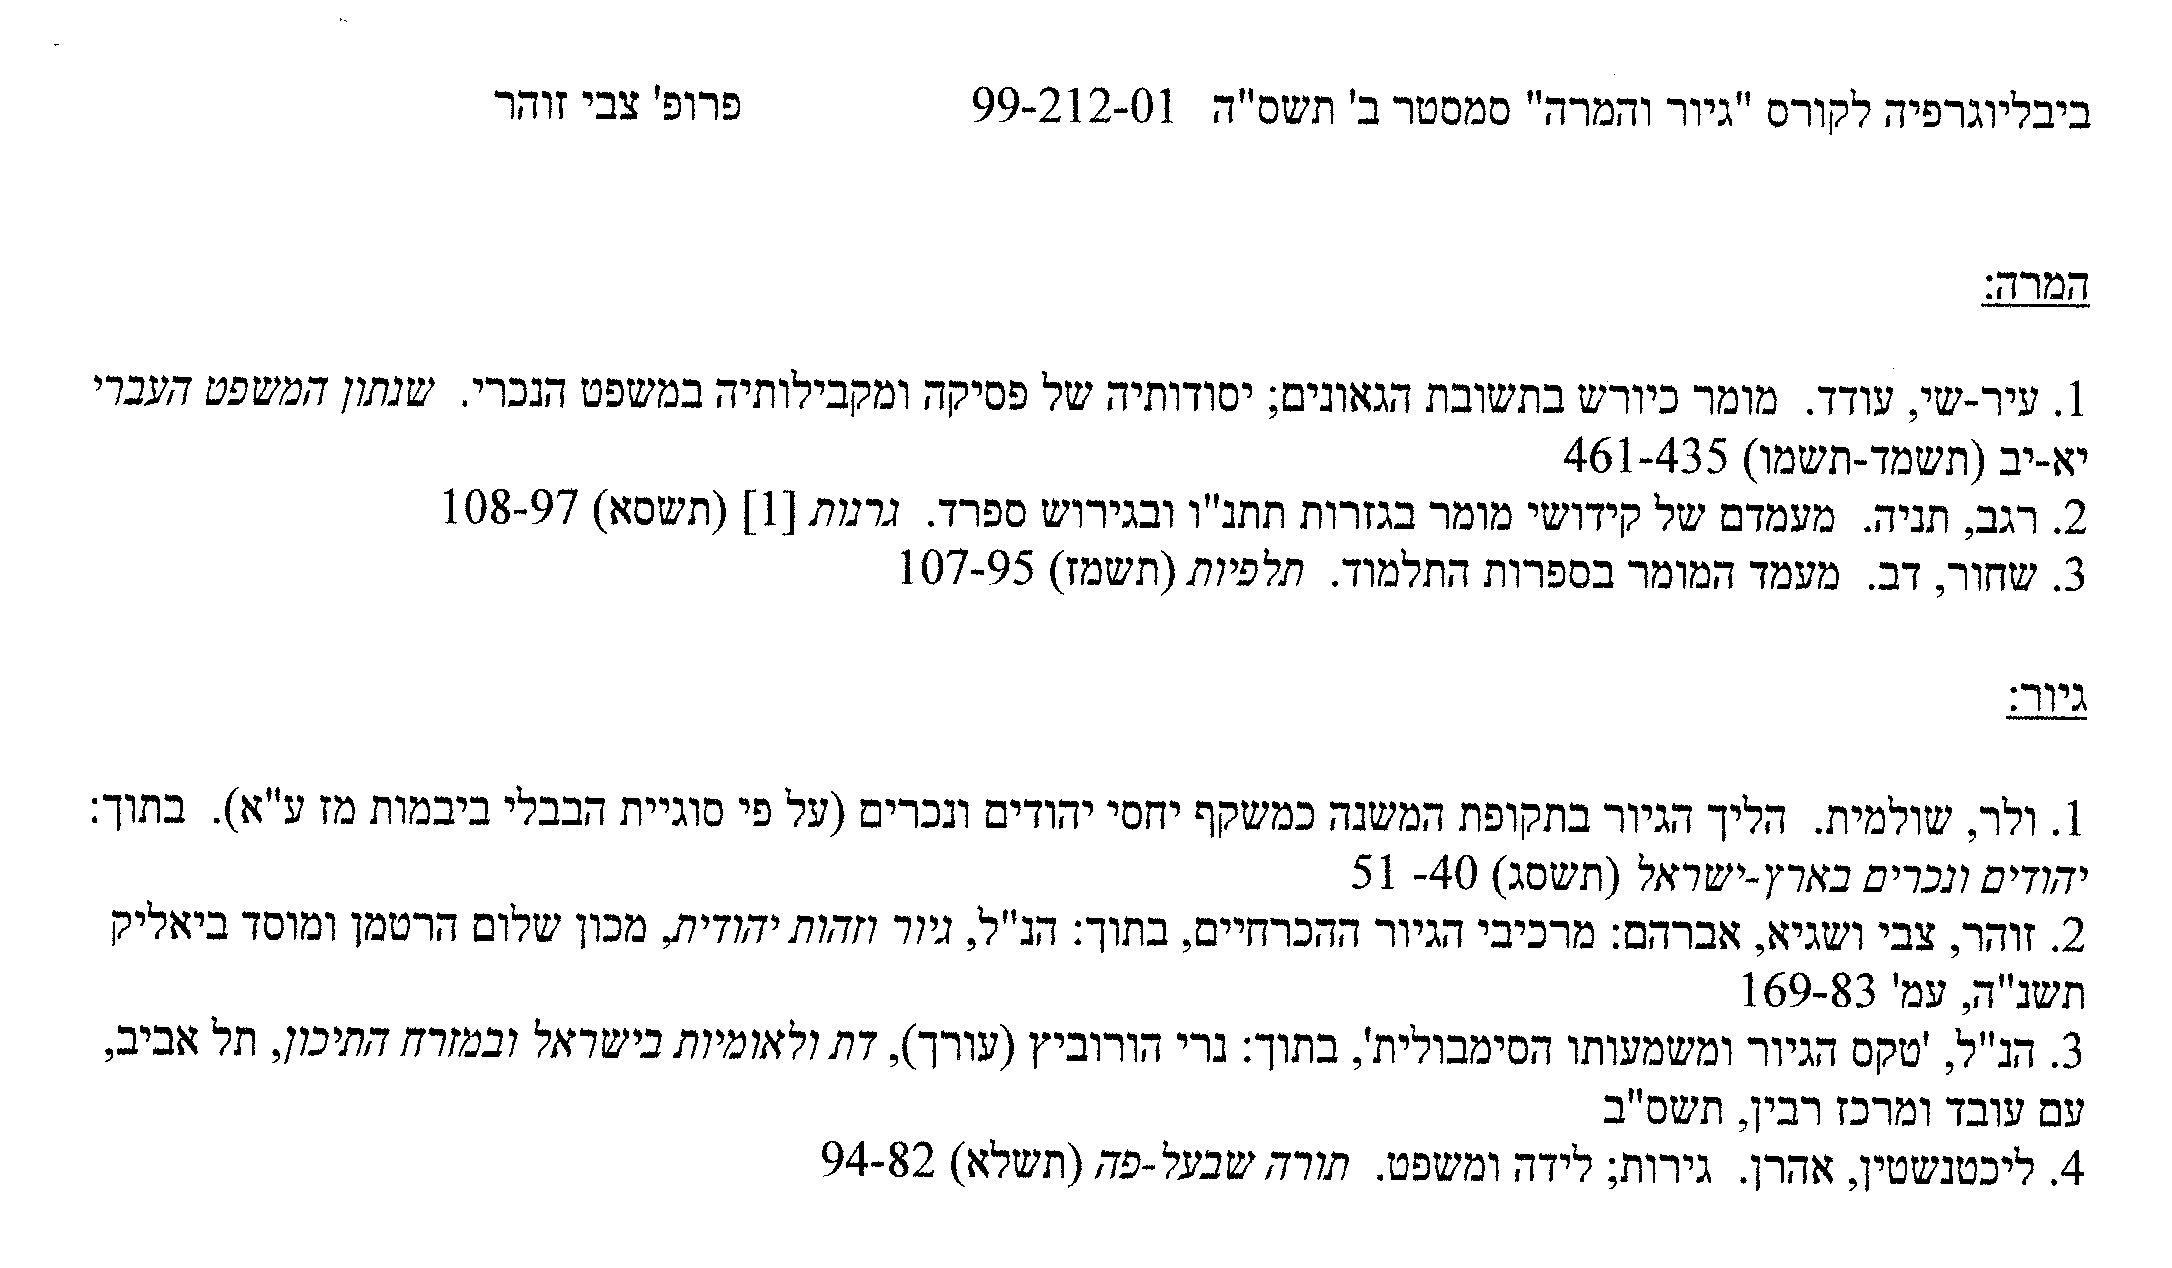 ביבליוגרפיה לקורס "גיור והמרה" סמסטר ב' תשס"ה 99-212-01 פרופ' צבי זוהר
המרה:
1. עיר-שי, עודד. מומר כיורש בתשובת הגאונים; יסודותיה של פסיקה ומקבילותיה במשפט הנכרי. שנתון המשפט העברי
יא-יב (תשמד-תשמו) 461-435
2. רגב, תניה. מעמדם של קידושי מומר בגזרות תתנ"ו ובגירוש ספרד. גרנות [1] (תשסא) 108-97
3. שחור, דב. מעמד המומר בספרות התלמוד. תלפיות (תשמז) 107-95
גיור:
1. ולר, שולמית. הליך הגיור בתקופת המשנה כמשקף יחסי יהודים ונכרים (על פי סוגיית הבבלי ביבמות מז ע"א). בתוך:
יהודים ונכרים בארץ-ישראל (תשסג) 40- 51
2. זוהר, צבי ושגיא, אברהם: מרכיבי הגיור ההכרחיים, בתוך: הנ"ל, גיור וזהות יהודית, מכון שלום הרטמן ומוסד ביאליק
תשנ"ה, עמ' 169-83
3. הנ"ל, 'טקס הגיור ומשמעותו הסימבולית', בתוך: נרי הורוביץ (עורך), דת ולאומיות בישראל ובמזרח התיכון, תל אביב,
עם עובד ומרכז רבין, תשס"ב
4. ליכטנשטין, אהרן. גירות; לידה ומשפט. תורה שבעל-פה (תשלא) 94-82